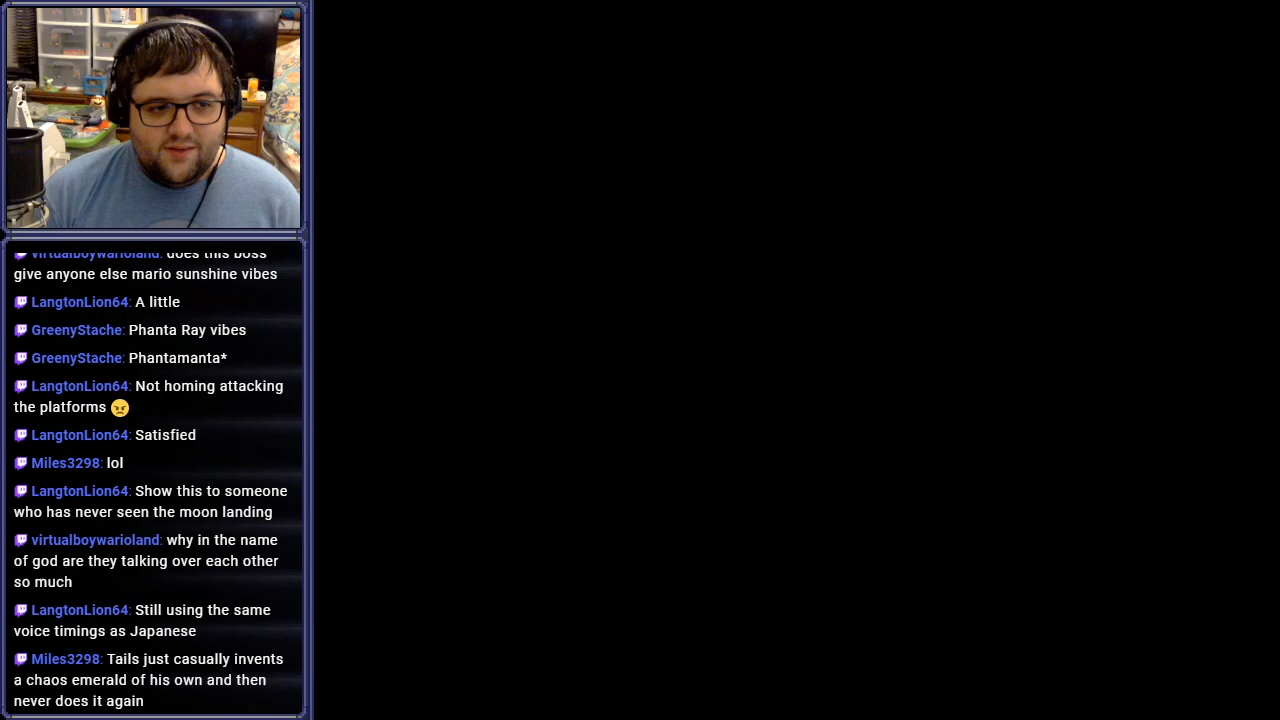 virtualboywarioland: does this boss
give anyone else mario sunshine vibes
LangtonLion64: A little
GreenyStache: Phanta Ray vibes
GreenyStache: Phantamanta*
LangtonLion64: Not homing attacking
the platforms 😠
LangtonLion64: Satisfied
Miles3298: lol
LangtonLion64: Show this to someone
who has never seen the moon landing
virtualboywarioland: why in the name
of god are they talking over each other
so much
LangtonLion64: Still using the same
voice timings as Japanese
Miles3298: Tails just casually invents
a chaos emerald of his own and then
never does it again